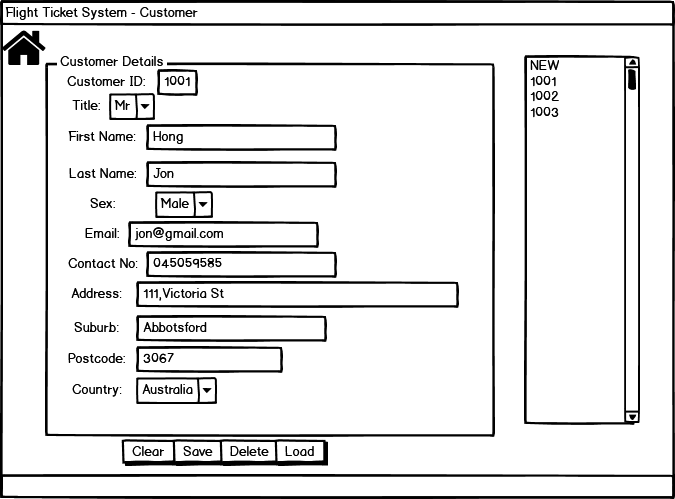 Flight Ticket System - Customer
Customer Details
Customer ID: 1001
Title: Mr
First Name: Hong
Last Name: Jon
Sex: Male
Email: jon@gmail.com
Contact No: 045059585
Address: 111,Victoria St
Suburb: Abbotsford
Postcode: 3067
Country: Australia
Clear Save Delete Load
NEW
1001
1002
1003